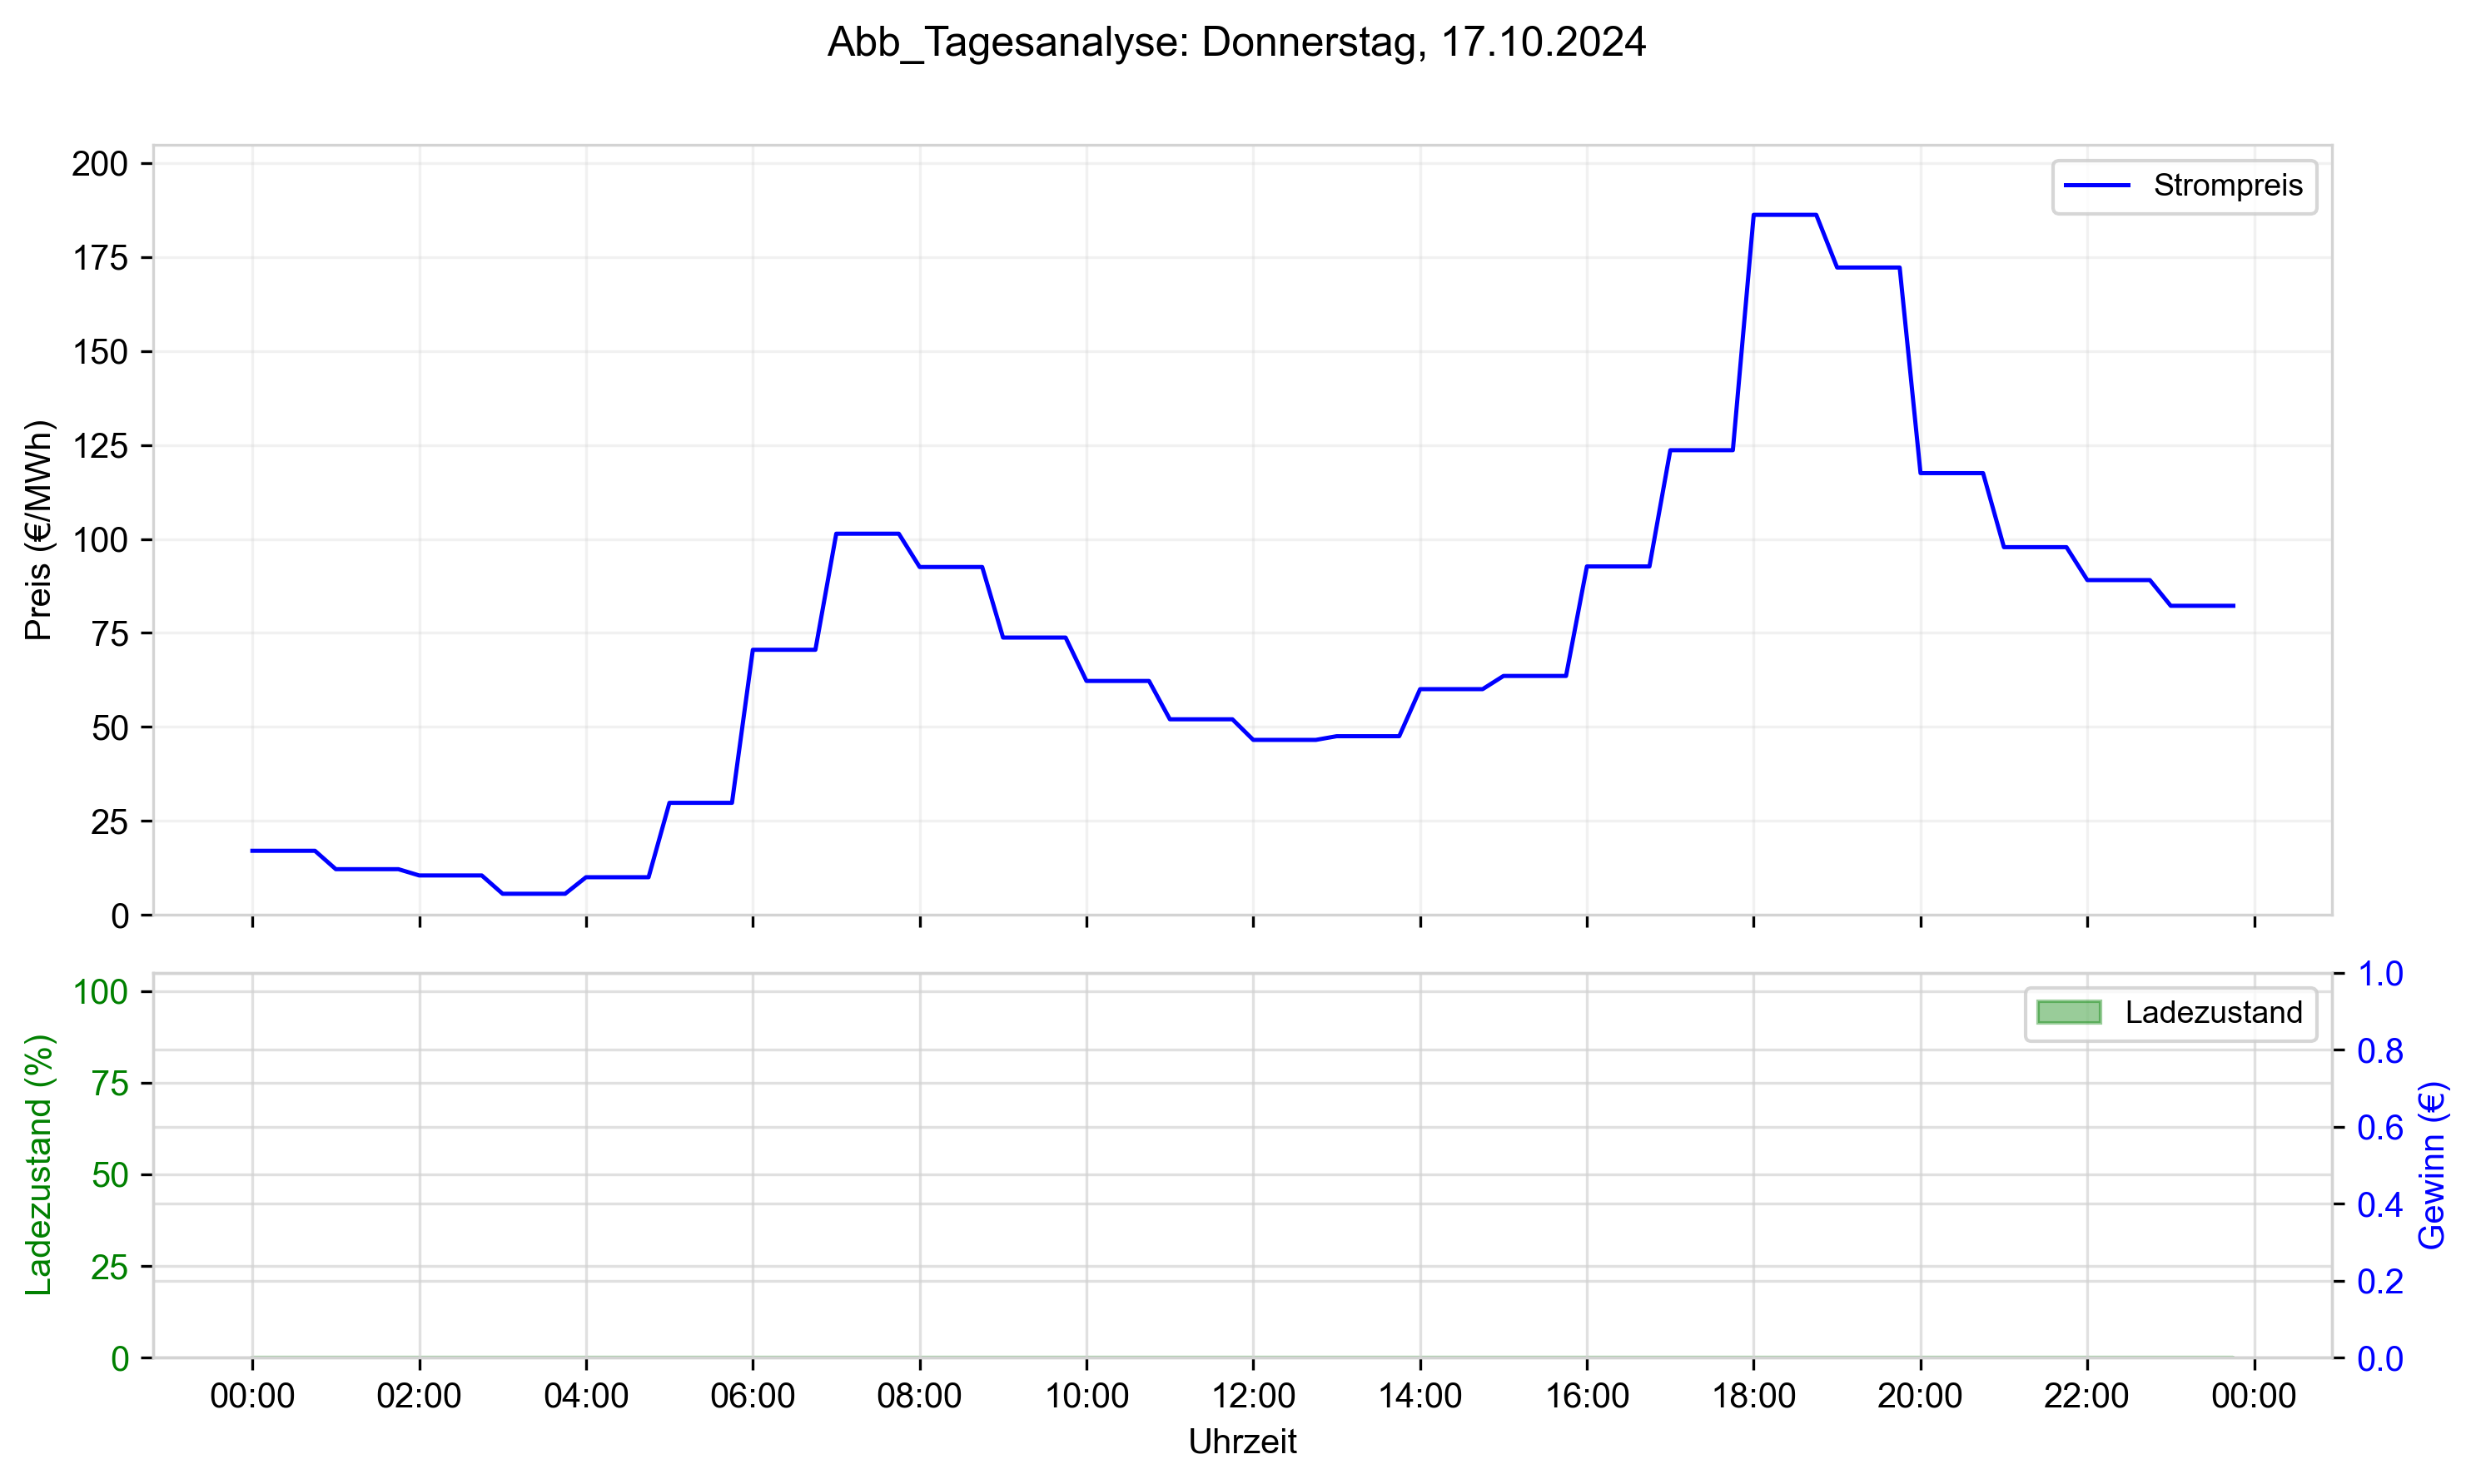 Abb_Tagesanalyse: Donnerstag, 17.10.2024
Strompreis
Preis (€/MWh)
200
175
150
125
100
75
50
25
0
Ladezustand
Ladezustand (%)
100
75
50
25
0
Gewinn (€)
1.0
0.8
0.6
0.4
0.2
0.0
00:00 02:00 04:00 06:00 08:00 10:00 12:00 14:00 16:00 18:00 20:00 22:00 00:00
Uhrzeit